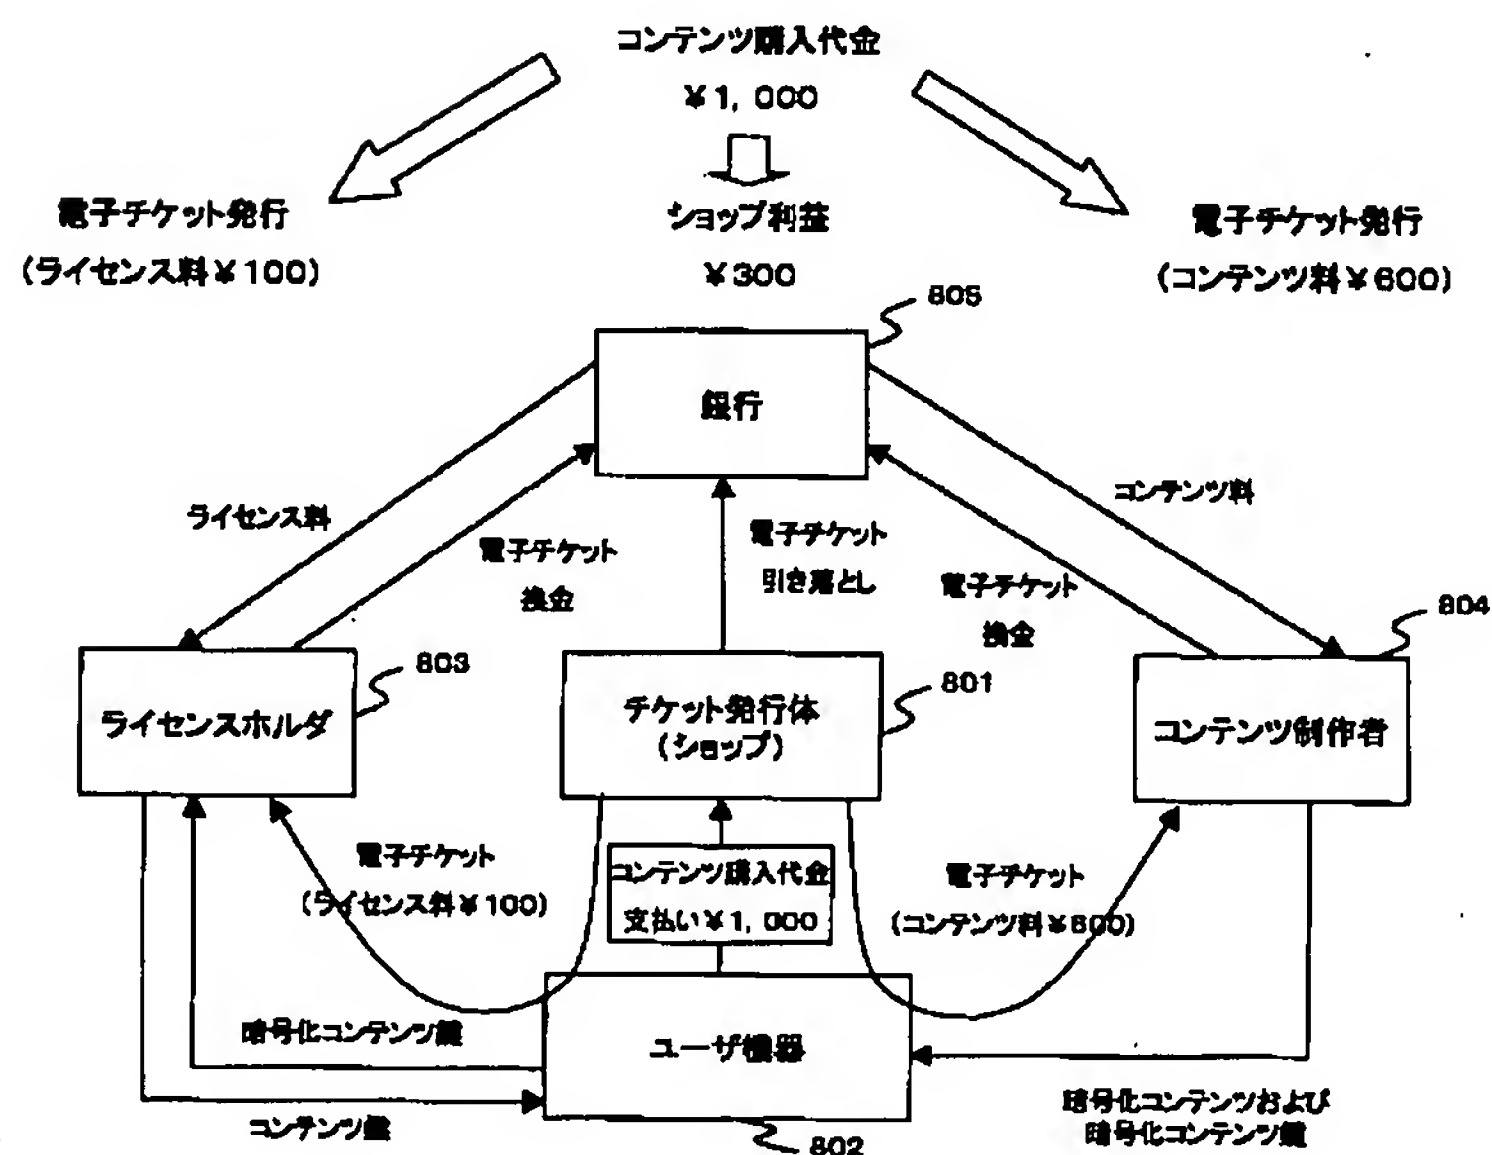 コンテンツ購入代金
¥1, 000
電子チケット発行
(ライセンス料¥100)
ショップ利益
¥300
電子チケット発行
(コンテンツ料¥600)
805
銀行
ライセンス料
電子チケット
換金
電子チケット
引き落とし
電子チケット
換金
コンテンツ料
803
ライセンスホルダ
801
チケット発行体
(ショップ)
804
コンテンツ制作者
電子チケット
(ライセンス料¥100)
コンテンツ購入代金
支払い¥1, 000
電子チケット
(コンテンツ料¥600)
暗号化コンテンツ鍵
ユーザ機器
コンテンツ鍵
802
暗号化コンテンツおよび
暗号化コンテンツ鍵